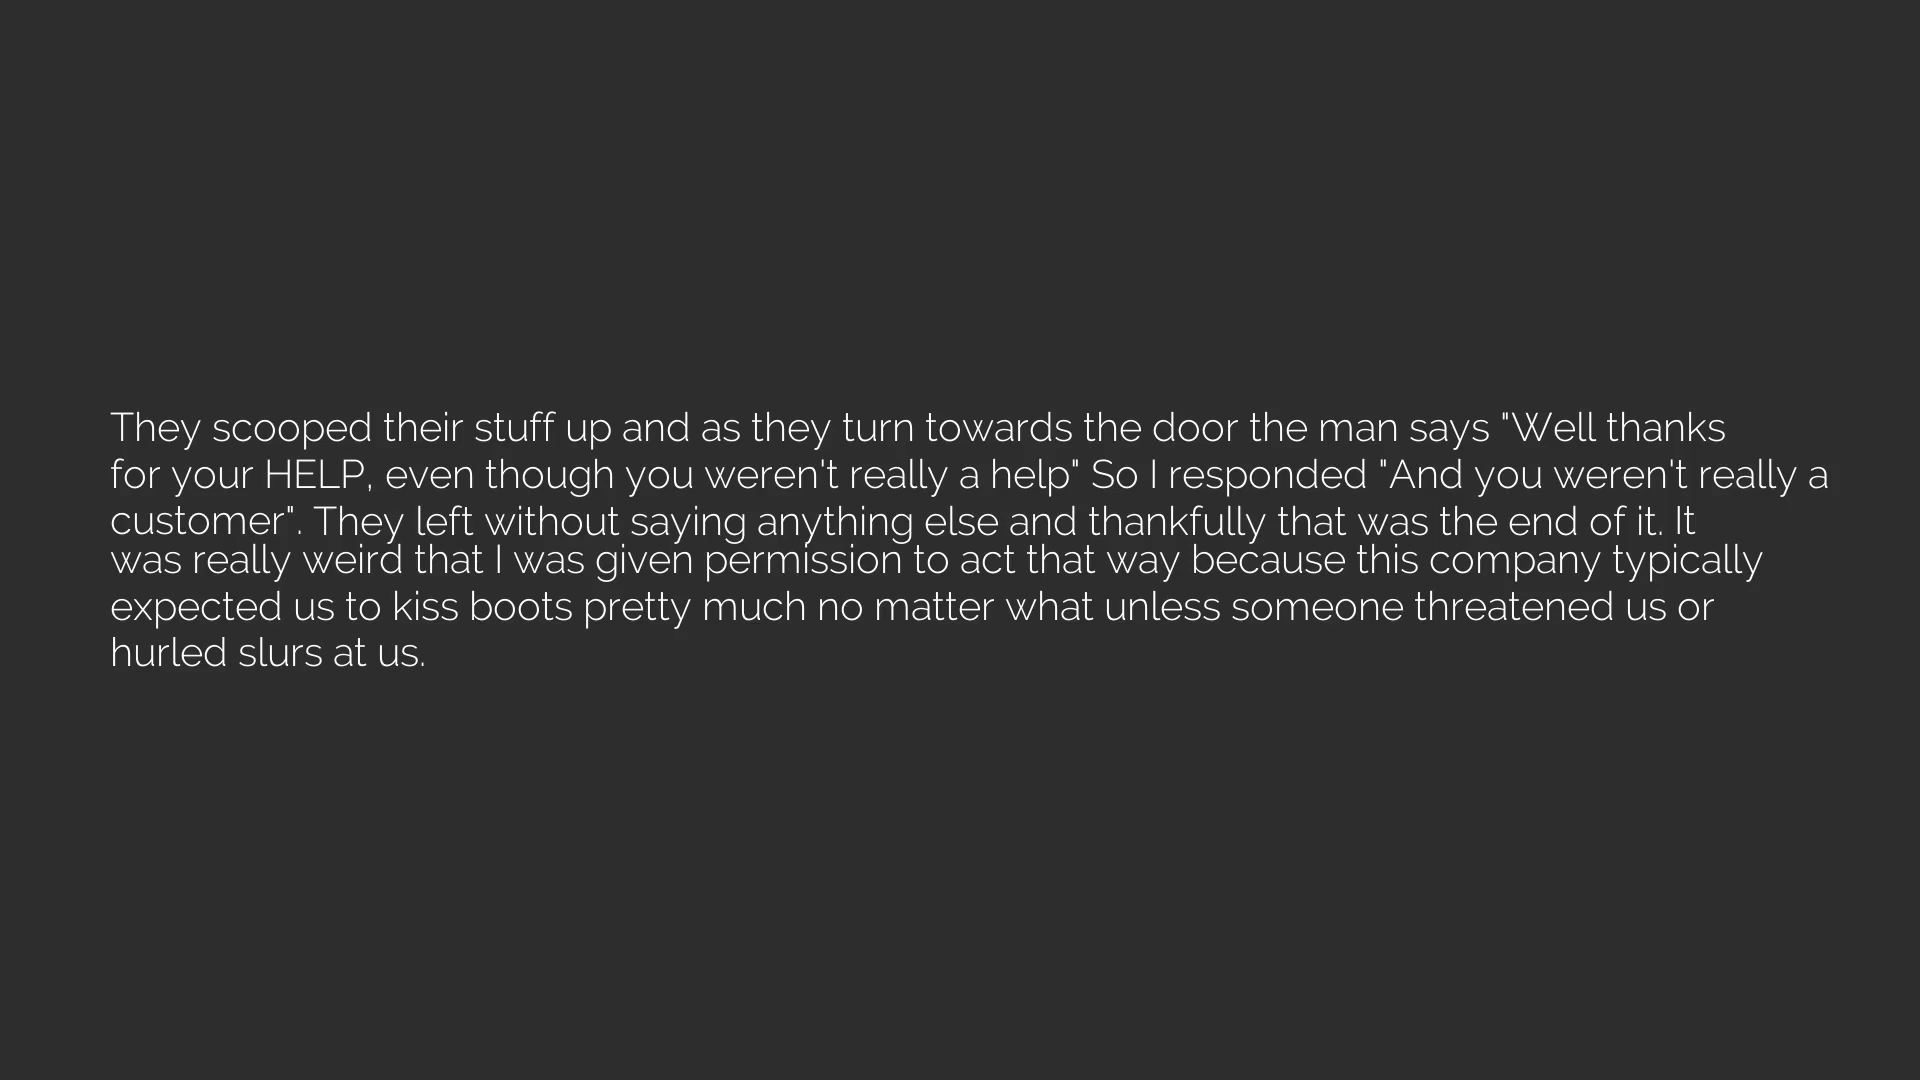 They scooped their stuff up and as they turn towards the door the man says "Well thanks
for your HELP, even though you weren't really a help" So I responded "And you weren't really a
customer". They left without saying anything else and thankfully that was the end of it. It
was really weird that I was given permission to act that way because this company typically
expected us to kiss boots pretty much no matter what unless someone threatened us or
hurled slurs at us.